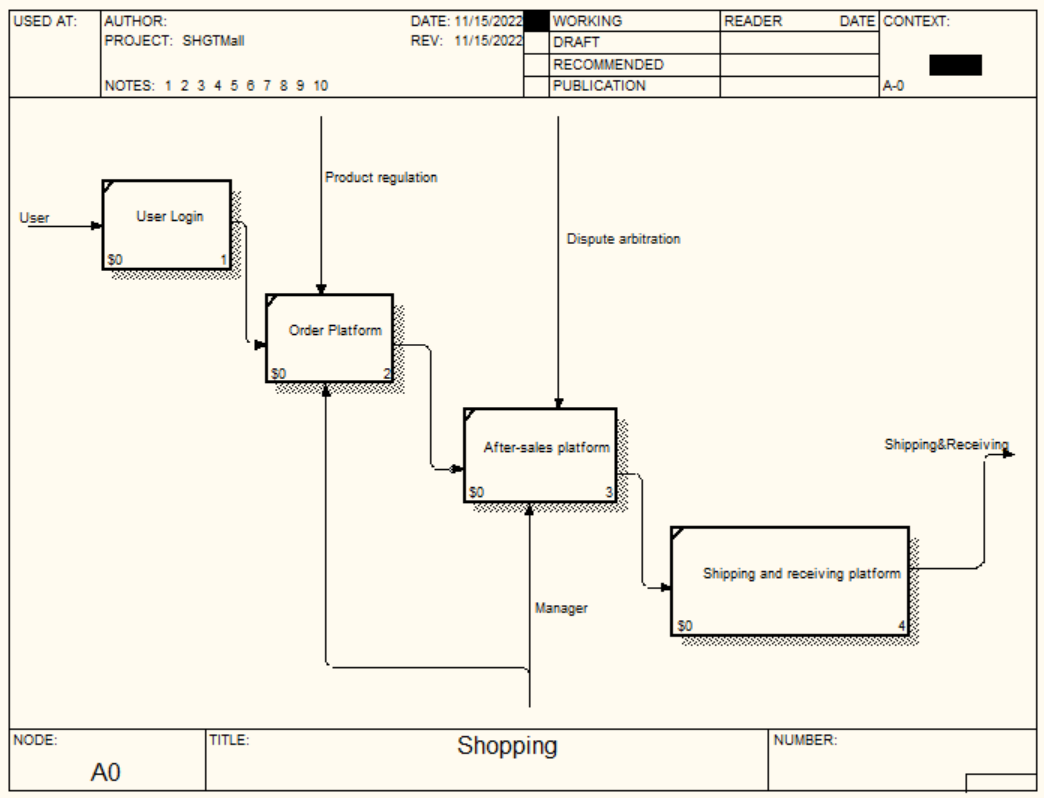 USED AT:
AUTHOR:
DATE: 11/15/2022
PROJECT: SHGTMall
REV: 11/15/2022
NOTES: 1 2 3 4 5 6 7 8 9 10
WORKING
DRAFT
RECOMMENDED
PUBLICATION
READER DATE
CONTEXT:
A-0
Product regulation
User
User Login
$0 1
Dispute arbitration
Order Platform
$0 2
After-sales platform
$0 3
Shipping&Receiving
Shipping and receiving platform
$0 4
Manager
NODE:
A0
TITLE:
Shopping
NUMBER: